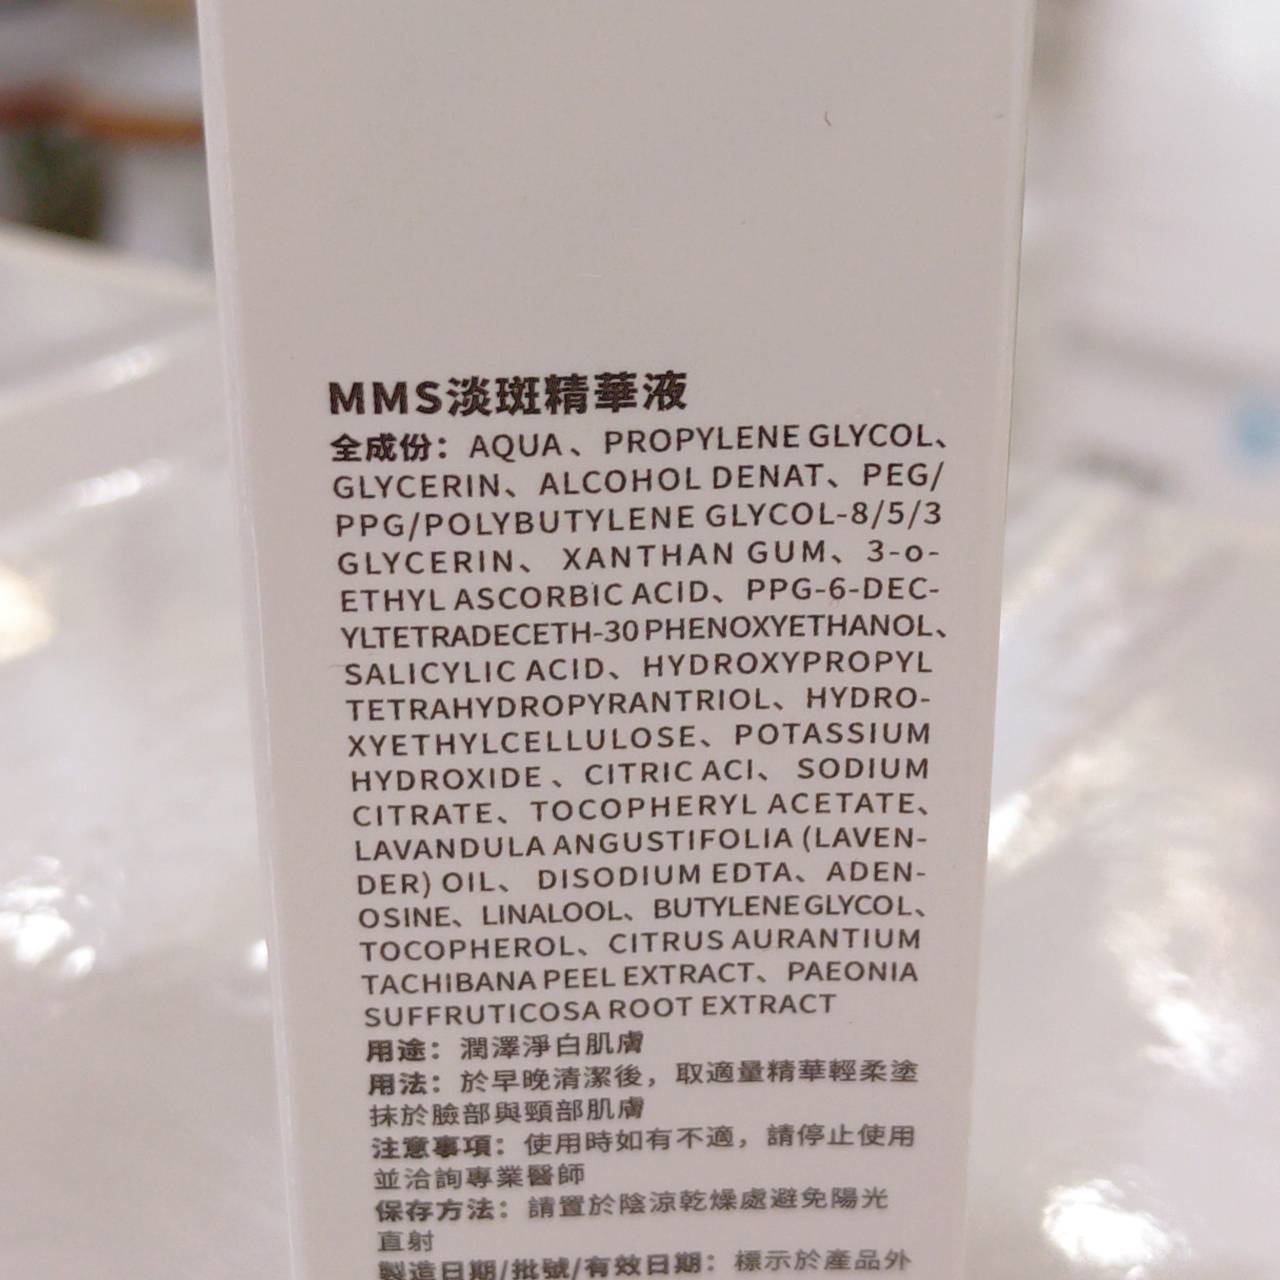 MMS淡斑精華液
全成份：AQUA、PROPYLENE GLYCOL、
GLYCERIN、ALCOHOL DENAT、PEG/
PPG/POLYBUTYLENE GLYCOL-8/5/3
GLYCERIN、XANTHAN GUM、3-o-
ETHYL ASCORBIC ACID、PPG-6-DEC-
YLTETRADECETH-30 PHENOXYETHANOL、
SALICYLIC ACID、HYDROXYPROPYL
TETRAHYDROPYRANTRIOL、HYDRO-
XYETHYLCELLULOSE、POTASSIUM
HYDROXIDE、CITRIC ACI、SODIUM
CITRATE、TOCOPHERYL ACETATE、
LAVANDULA ANGUSTIFOLIA (LAVEN-
DER) OIL、DISODIUM EDTA、ADEN-
OSINE、LINALOOL、BUTYLENE GLYCOL、
TOCOPHEROL、CITRUS AURANTIUM
TACHIBANA PEEL EXTRACT、PAEONIA
SUFFRUTICOSA ROOT EXTRACT
用途：潤澤淨白肌膚
用法：於早晚清潔後，取適量精華輕柔塗
抹於臉部與頸部肌膚
注意事項：使用時如有不適，請停止使用
並洽詢專業醫師
保存方法：請置於陰涼乾燥處避免陽光
直射
製造日期/批號/有效日期：標示於產品外